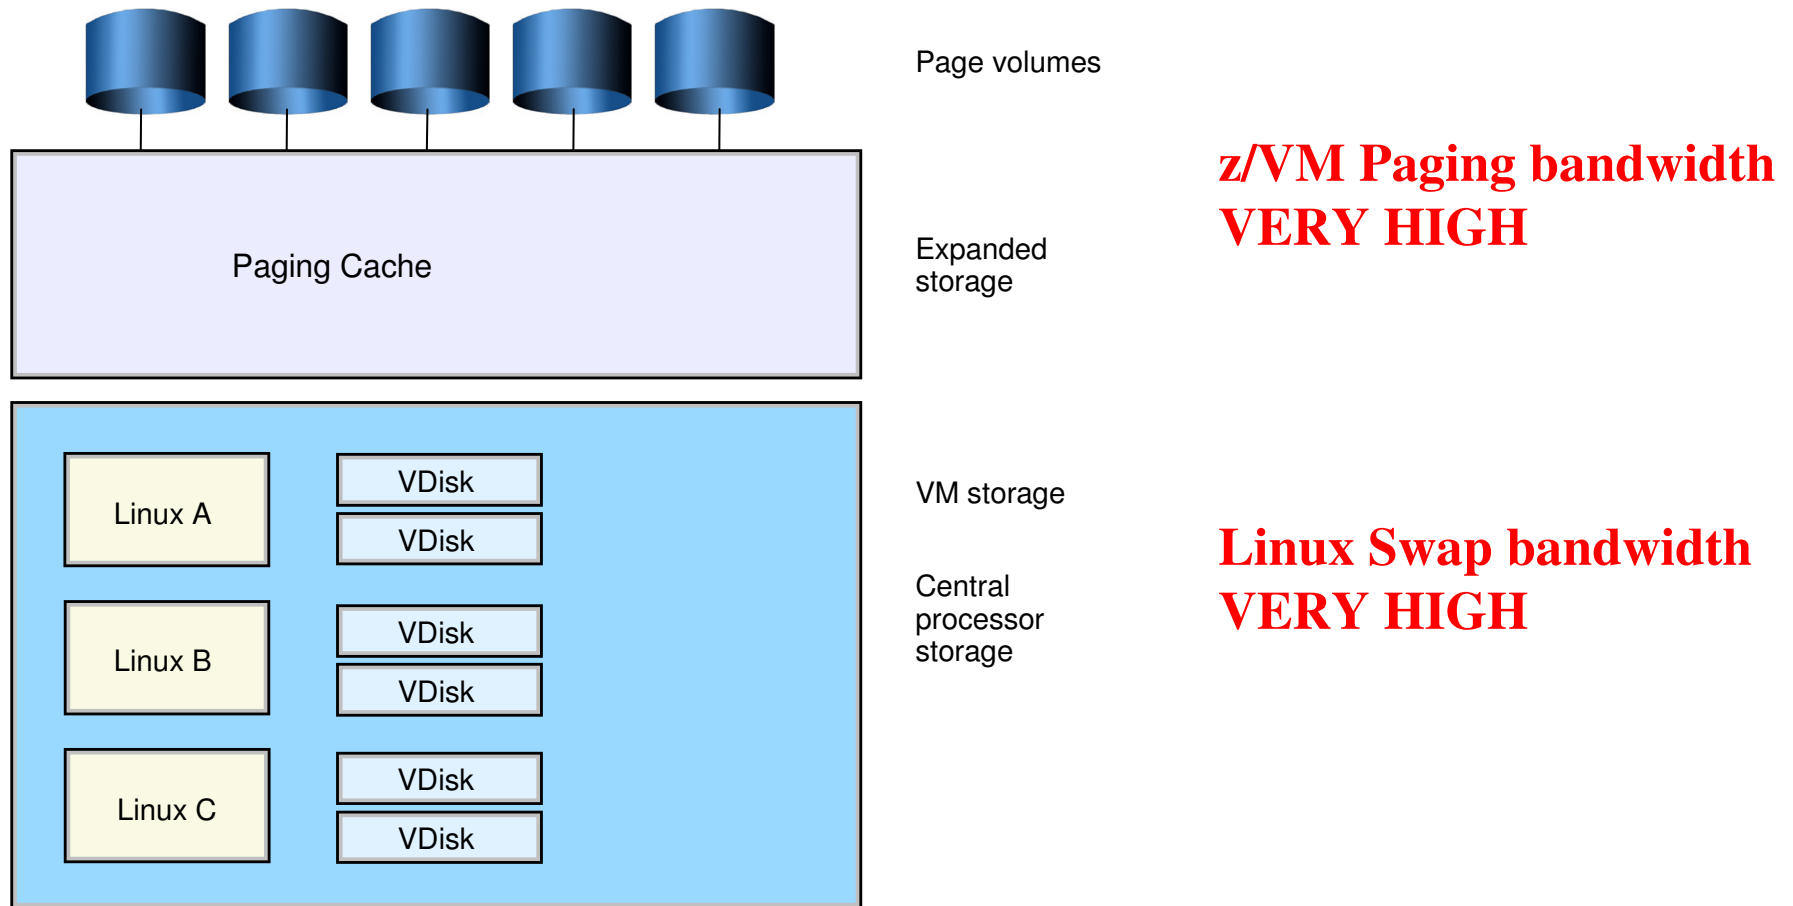 Page volumes
z/VM Paging bandwidth
VERY HIGH
Paging Cache
Expanded
storage
Linux A
VDisk
VDisk
VM storage
Linux Swap bandwidth
VERY HIGH
Central
processor
storage
Linux B
VDisk
VDisk
Linux C
VDisk
VDisk